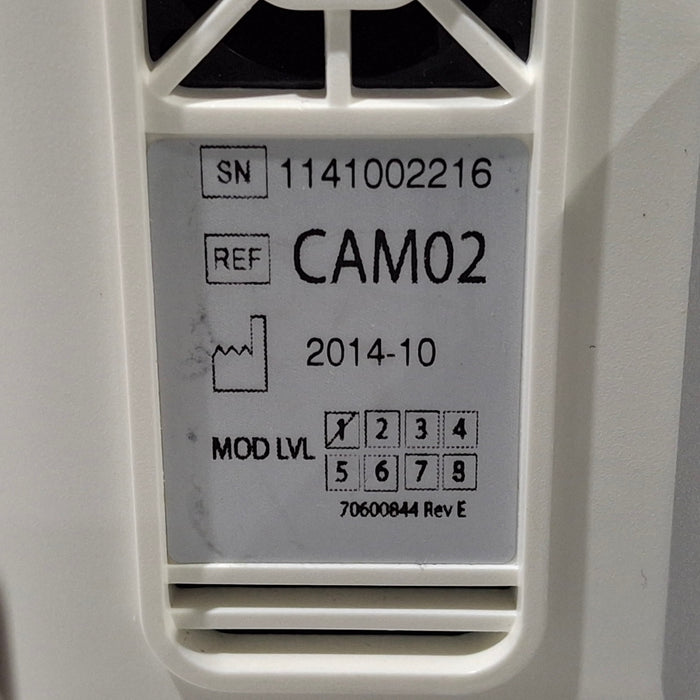 SN 1141002216
REF CAM02
2014-10
MOD LVL 1 2 3 4
5 6 7 8
70600844 Rev E